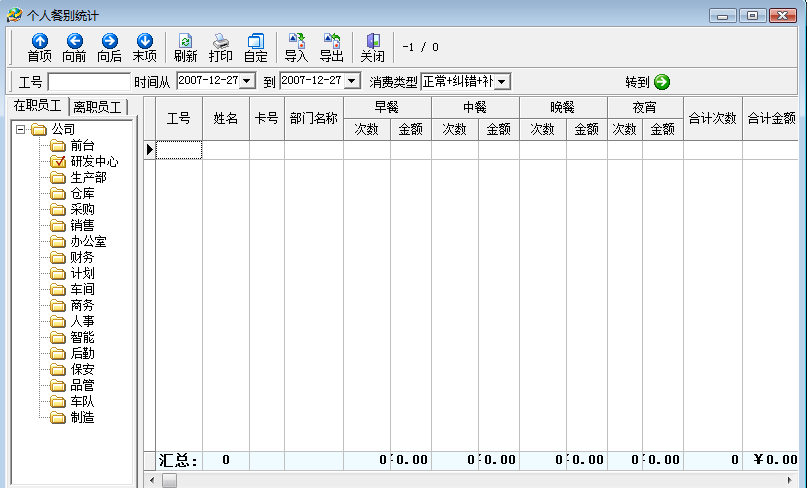 个人餐别统计
首项 向前 向后 末项 刷新 打印 自定 导入 导出 关闭 -1 / 0
工号 时间从 2007-12-27 到 2007-12-27 消费类型 正常+纠错+补 转到
在职员工 离职员工
公司
前台
研发中心
生产部
仓库
采购
销售
办公室
财务
计划
车间
商务
人事
智能
后勤
保安
品管
车队
制造
工号 姓名 卡号 部门名称 早餐 中餐 晚餐 夜宵 合计次数 合计金额
次数 金额 次数 金额 次数 金额 次数 金额
汇总: 0 0 0.00 0 0.00 0 0.00 0 0.00 0 ¥0.00